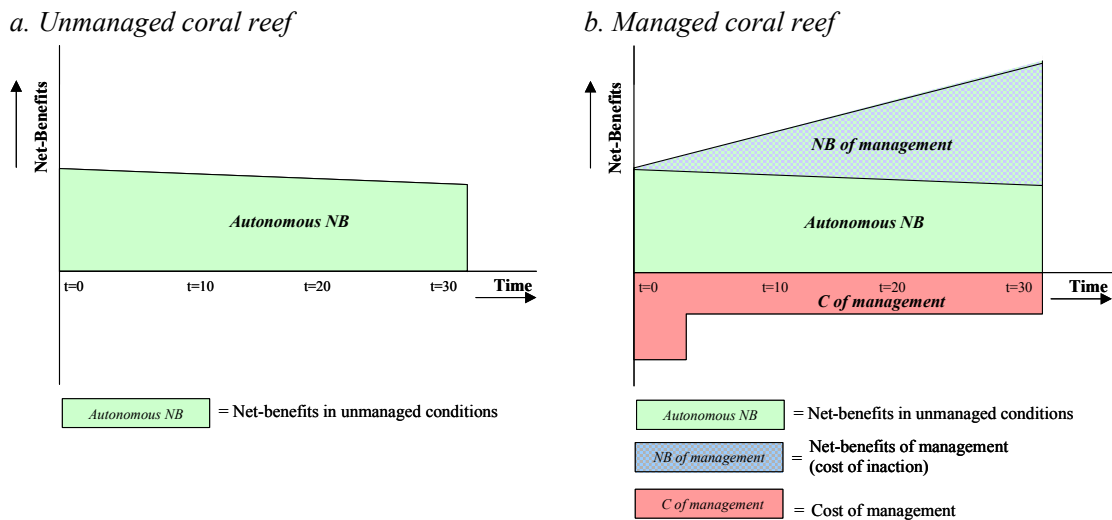 a. Unmanaged coral reef
Net-Benefits
Autonomous NB
t=0
t=10
t=20
t=30
Time
Autonomous NB
= Net-benefits in unmanaged conditions
b. Managed coral reef
Net-Benefits
NB of management
Autonomous NB
t=0
t=10
t=20
t=30
Time
C of management
Autonomous NB
= Net-benefits in unmanaged conditions
NB of management
= Net-benefits of management
(cost of inaction)
C of management
= Cost of management